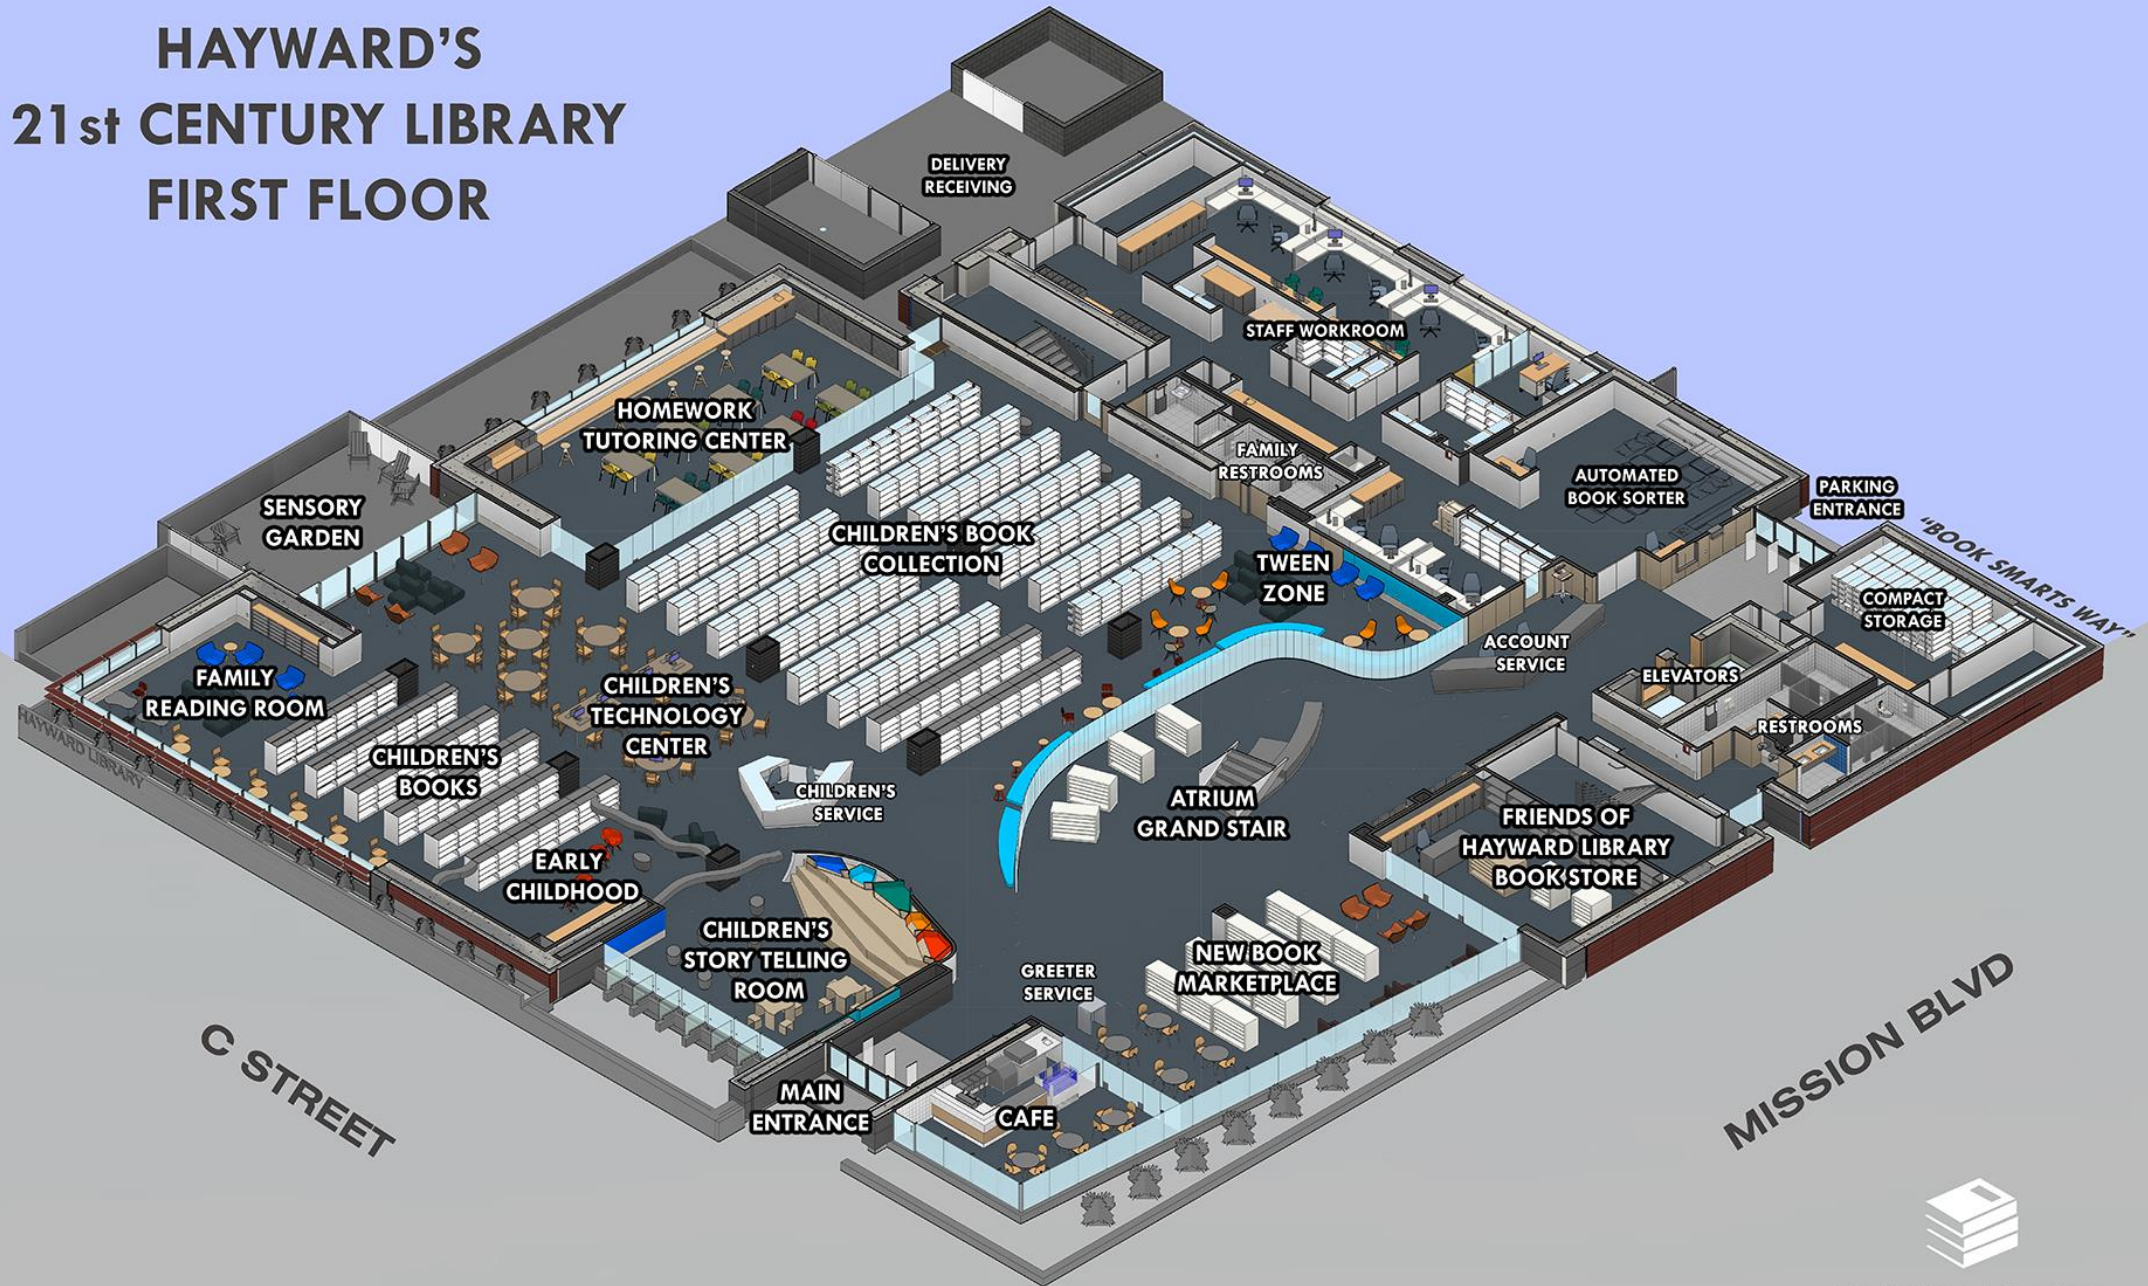 HAYWARD'S
21st CENTURY LIBRARY
FIRST FLOOR
DELIVERY
RECEIVING
STAFF WORKROOM
HOMEWORK
TUTORING CENTER
FAMILY
RESTROOMS
AUTOMATED
BOOK SORTER
PARKING
ENTRANCE
"BOOK SMARTS WAY"
SENSORY
GARDEN
CHILDREN'S BOOK
COLLECTION
TWEEN
ZONE
COMPACT
STORAGE
ACCOUNT
SERVICE
ELEVATORS
FAMILY
READING ROOM
CHILDREN'S
TECHNOLOGY
CENTER
RESTROOMS
HAYWARD LIBRARY
CHILDREN'S
BOOKS
CHILDREN'S
SERVICE
ATRIUM
GRAND STAIR
FRIENDS OF
HAYWARD LIBRARY
BOOK STORE
EARLY
CHILDHOOD
CHILDREN'S
STORY TELLING
ROOM
GREETER
SERVICE
NEW BOOK
MARKETPLACE
C STREET
MAIN
ENTRANCE
CAFE
MISSION BLVD